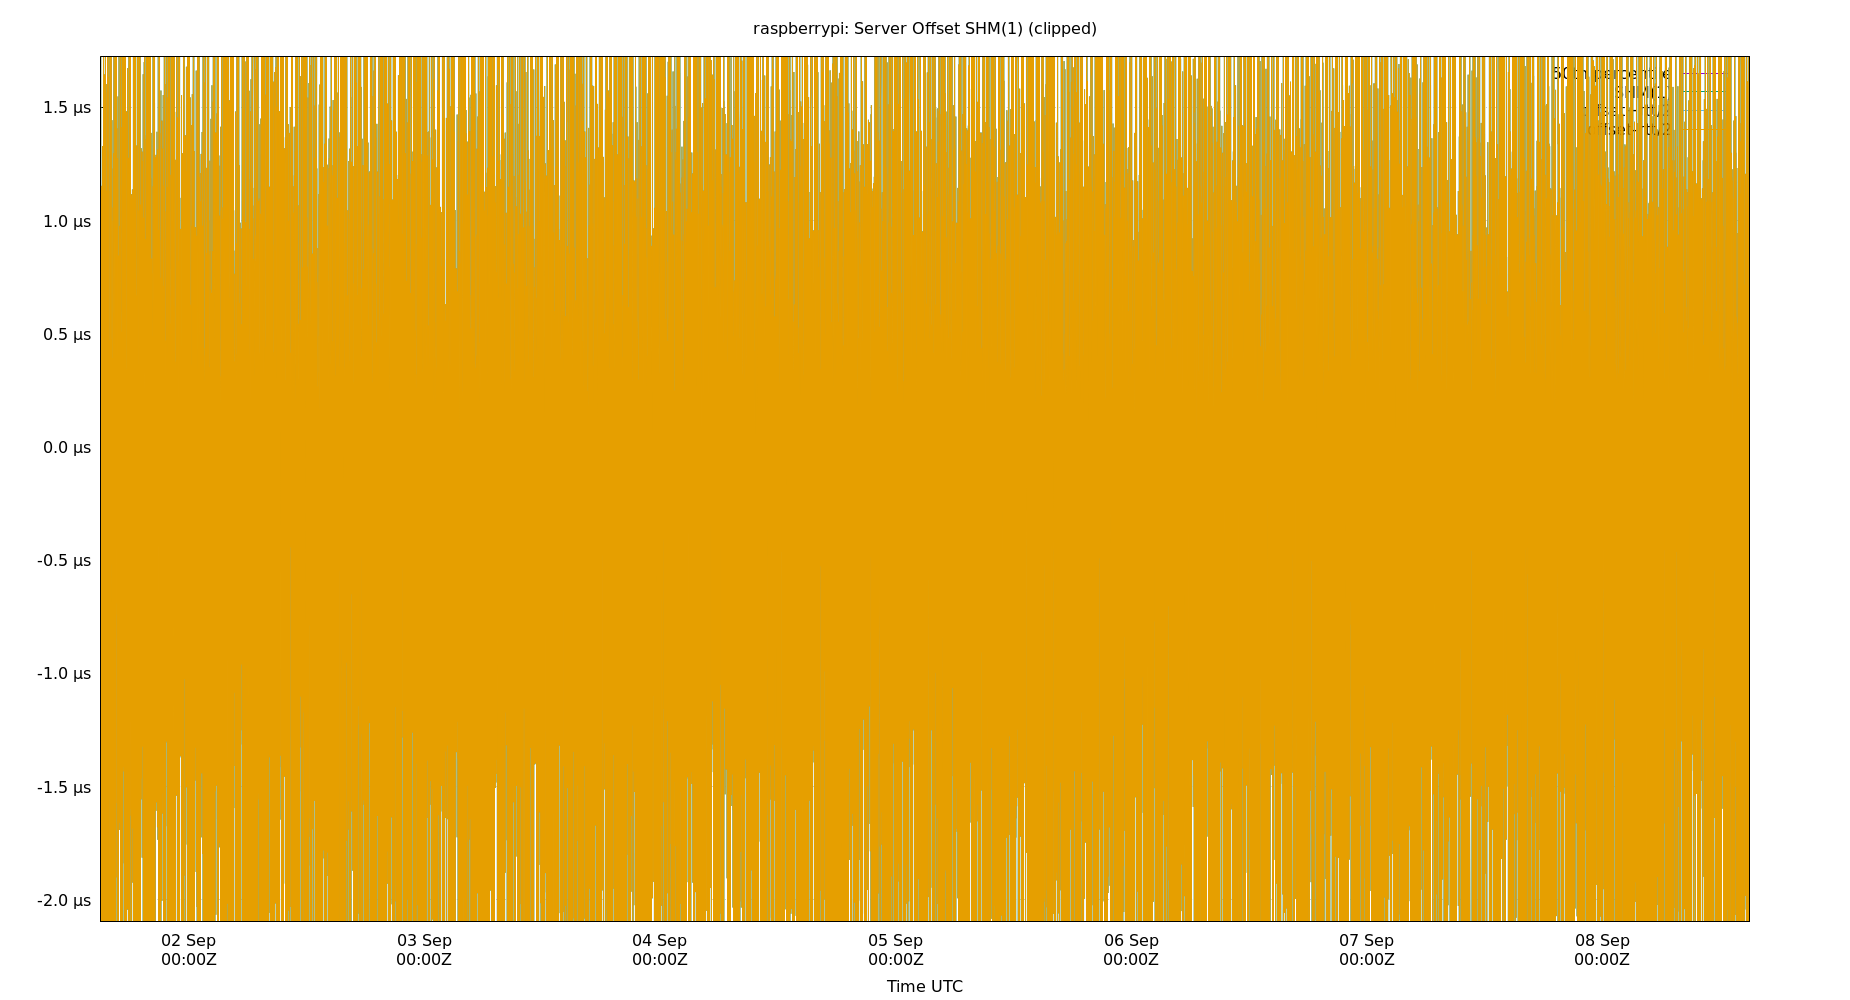 raspberrypi: Server Offset SHM(1) (clipped)
1.5 µs
1.0 µs
0.5 µs
0.0 µs
-0.5 µs
-1.0 µs
-1.5 µs
-2.0 µs
02 Sep 03 Sep 04 Sep 05 Sep 06 Sep 07 Sep 08 Sep
00:00Z 00:00Z 00:00Z 00:00Z 00:00Z 00:00Z 00:00Z
Time UTC